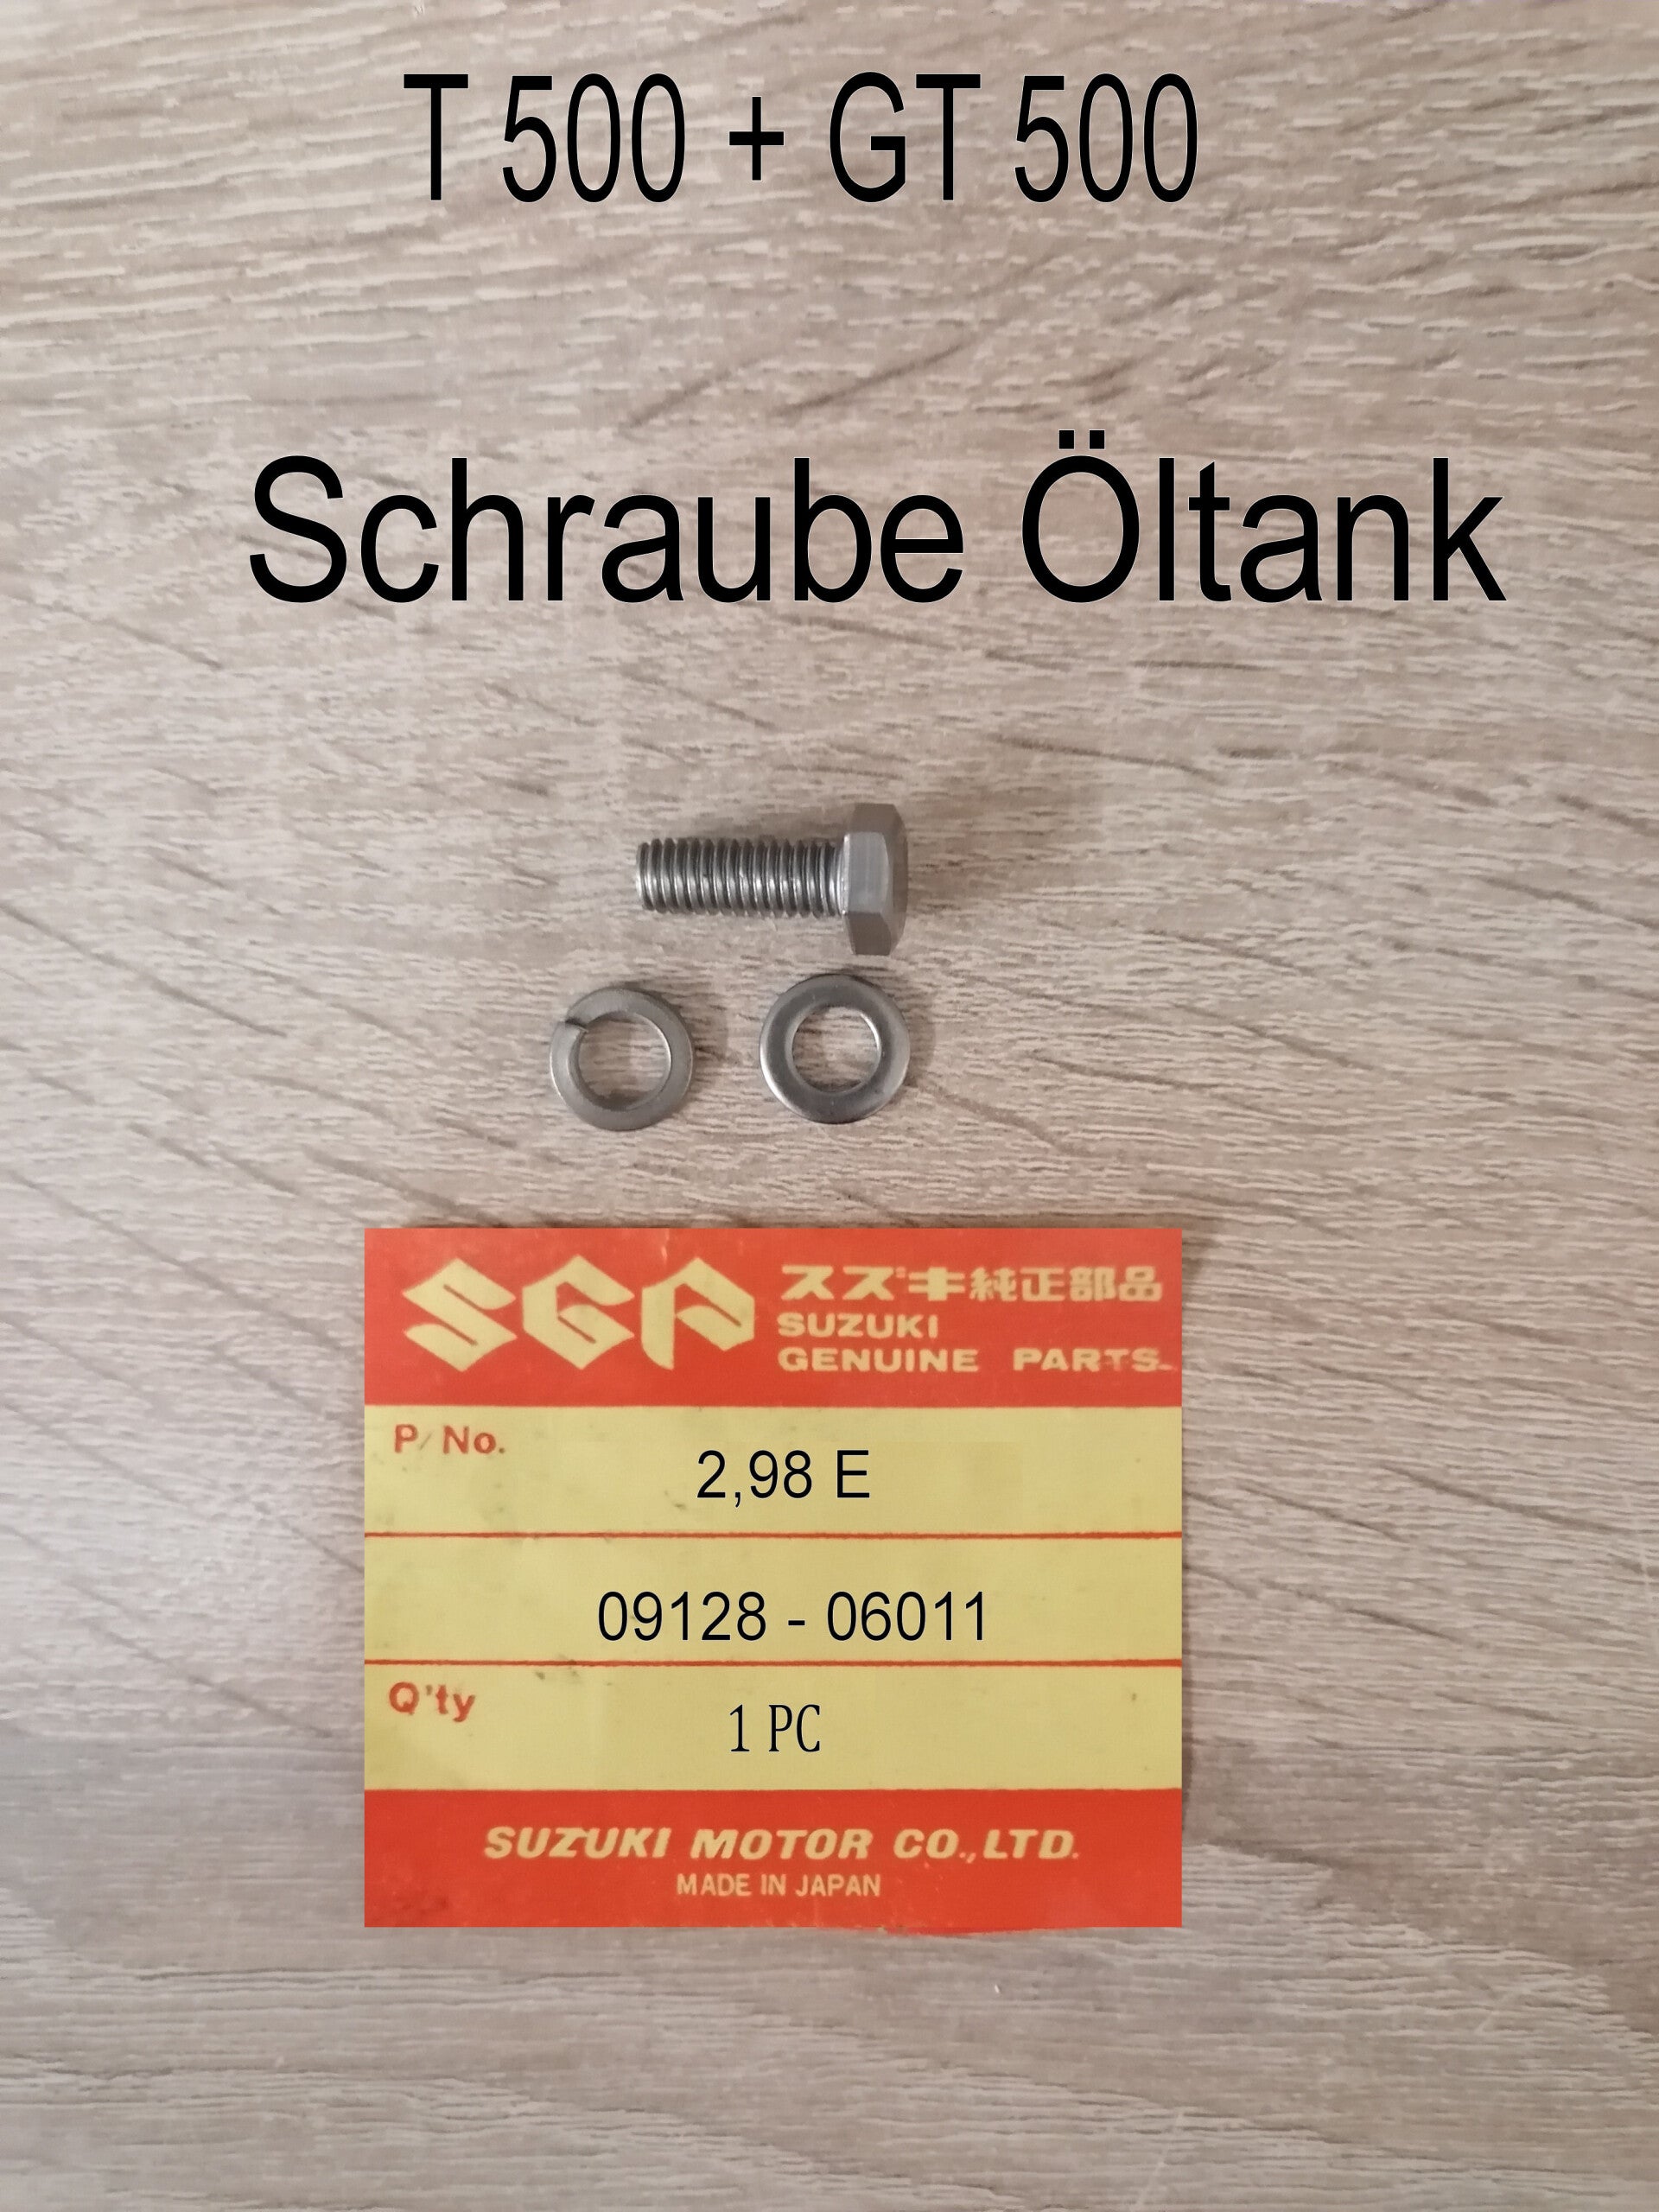 T 500 + GT 500
Schraube Öltank
SGP
スズキ純正部品
SUZUKI
GENUINE PARTS
P/No.
2,98 E
09128 - 06011
Q'ty
1 PC
SUZUKI MOTOR CO.,LTD.
MADE IN JAPAN